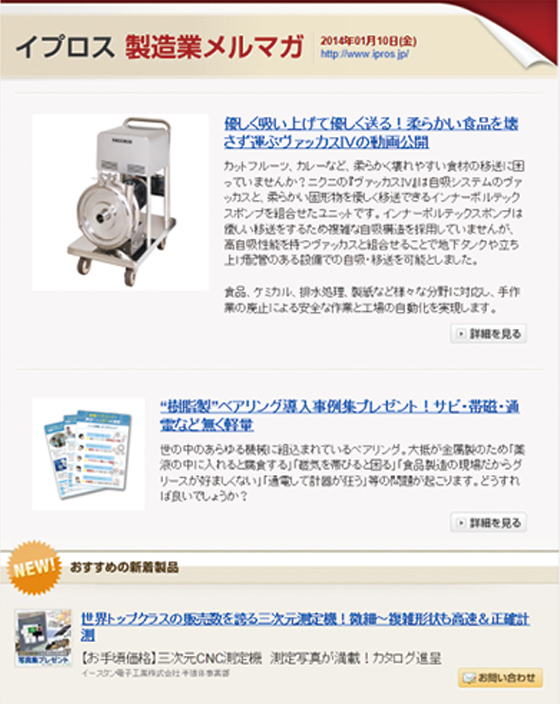 イプロス 製造業メルマガ
2014年01月10日(金)
http://www.ipros.jp/
優しく吸い上げて優しく送る！柔らかい食品を壊
さず運ぶヴァッカスIVの動画公開
カットフルーツ、カレーなど、柔らかく壊れやすい食材の移送に困
っていませんか？ニクニの『ヴァッカスIV』は自吸システムのヴァ
ッカスと、柔らかい固形物を優しく移送できるインナーボルテック
スポンプを組合せたユニットです。インナーボルテックスポンプは
優しい移送をするため複雑な自吸構造を採用していませんが、
高自吸性能を持つヴァッカスと組合せることで地下タンクや立ち
上げ配管のある設備での自吸・移送を可能としました。
食品、ケミカル、排水処理、製紙など様々な分野に対応し、手作
業の廃止による安全な作業と工場の自動化を実現します。
詳細を見る
“樹脂製”ベアリング導入事例集プレゼント！サビ・帯磁・通
電など無く軽量
世の中のあらゆる機械に組込まれているベアリング。大抵が金属製のため「薬
液の中に入れると腐食する」「磁気を帯びると困る」「食品製造の現場だからグ
リースが好ましくない」「通電して計器が狂う」等の問題が起こります。どうすれ
ば良いでしょうか？
詳細を見る
NEW!
おすすめの新着製品
世界トップクラスの販売数を誇る三次元測定機！微細～複雑形状も高速＆正確計
測
写真集プレゼント
【お手頃価格】三次元CNC測定機 測定写真が満載！カタログ進呈
イースタン電子工業株式会社 半導体事業部
お問い合わせ